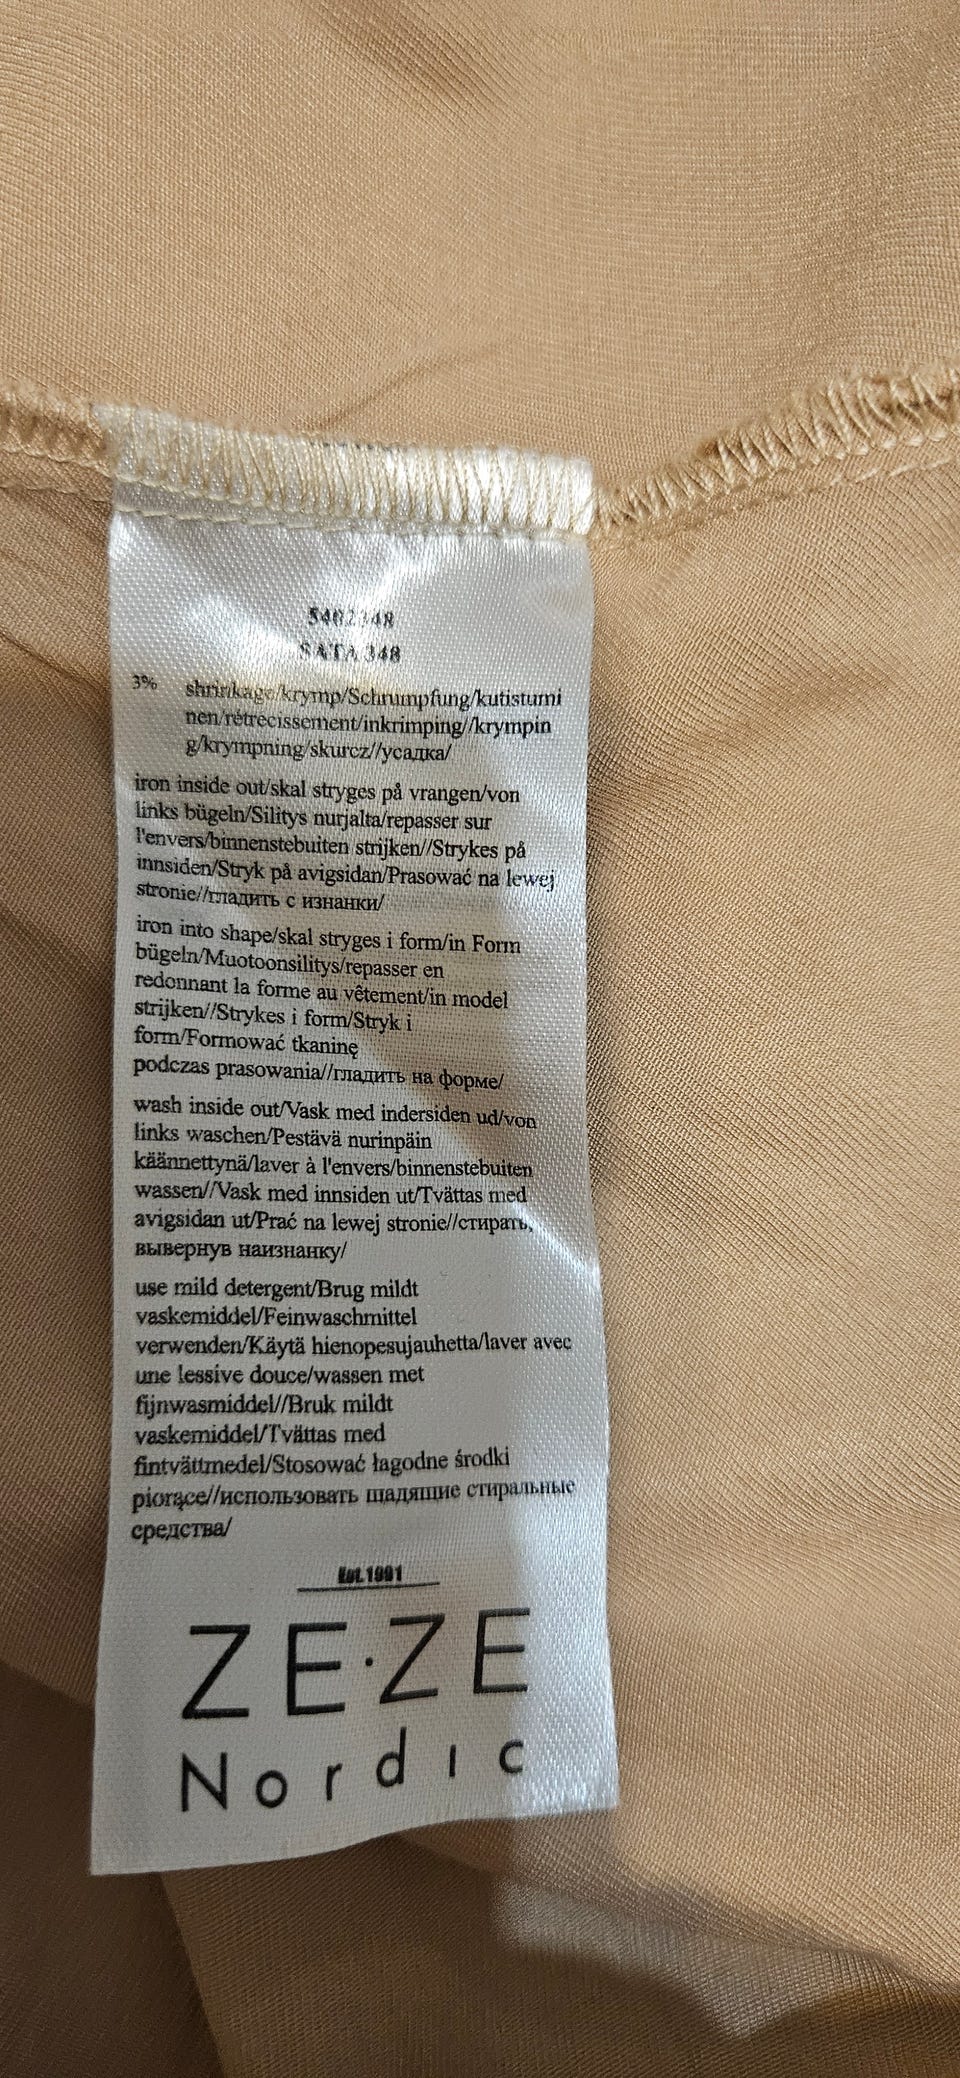 5402348
SATA 348
3% shrinkage/krymp/Schrumpfung/kutistumi
nen/rétrecissement/inkrimping//krympin
g/krympning/skurcz//усадка/
iron inside out/skal stryges på vrangen/von
links bügeln/Silitys nurjalta/repasser sur
l'envers/binnenstebuiten strijken//Strykes på
innsiden/Stryk på avigsidan/Prasować na lewej
stronie//гладить с изнанки/
iron into shape/skal stryges i form/in Form
bügeln/Muotoonsilitys/repasser en
redonnant la forme au vêtement/in model
strijken//Strykes i form/Stryk i
form/Formować tkaninę
podczas prasowania//гладить на форме/
wash inside out/Vask med indersiden ud/von
links waschen/Pestävä nurinpäin
käännettynä/laver à l'envers/binnenstebuiten
wassen//Vask med innsiden ut/Tvättas med
avigsidan ut/Prać na lewej stronie//стирать,
вывернув наизнанку/
use mild detergent/Brug mildt
vaskemiddel/Feinwaschmittel
verwenden/Käytä hienopesujauhetta/laver avec
une lessive douce/wassen met
fijnwasmiddel//Bruk mildt
vaskemiddel/Tvättas med
fintvättmedel/Stosować łagodne środki
piorące//использовать щадящие стиральные
средства/
Est.1991
ZE·ZE
Nordic